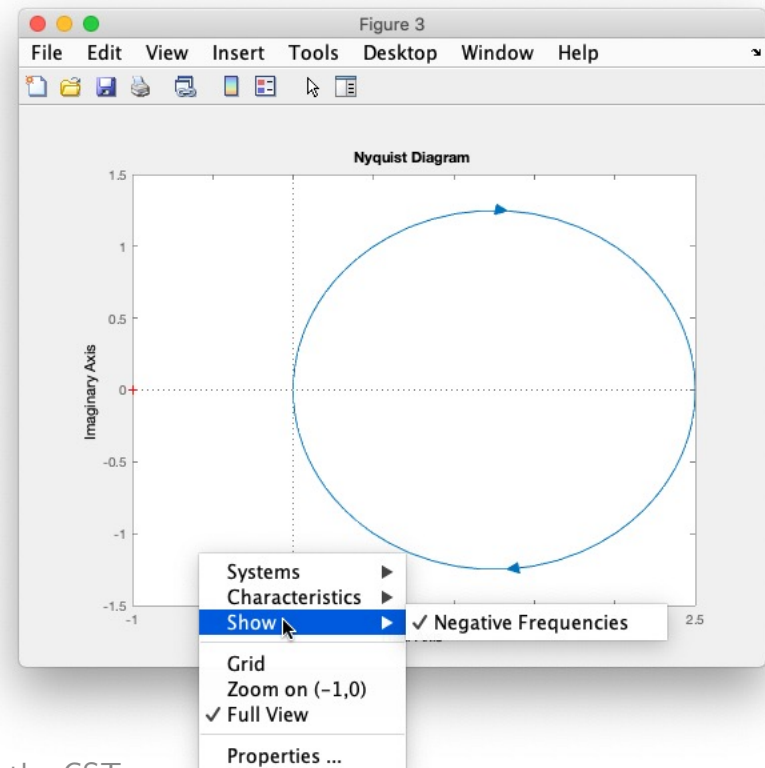 Figure 3
File Edit View Insert Tools Desktop Window Help
Nyquist Diagram
1.5
1
0.5
0
-0.5
-1
-1.5
Imaginary Axis
-1
2.5
Systems
Characteristics
Show
✓ Negative Frequencies
Grid
Zoom on (-1,0)
✓ Full View
Properties ...
CST